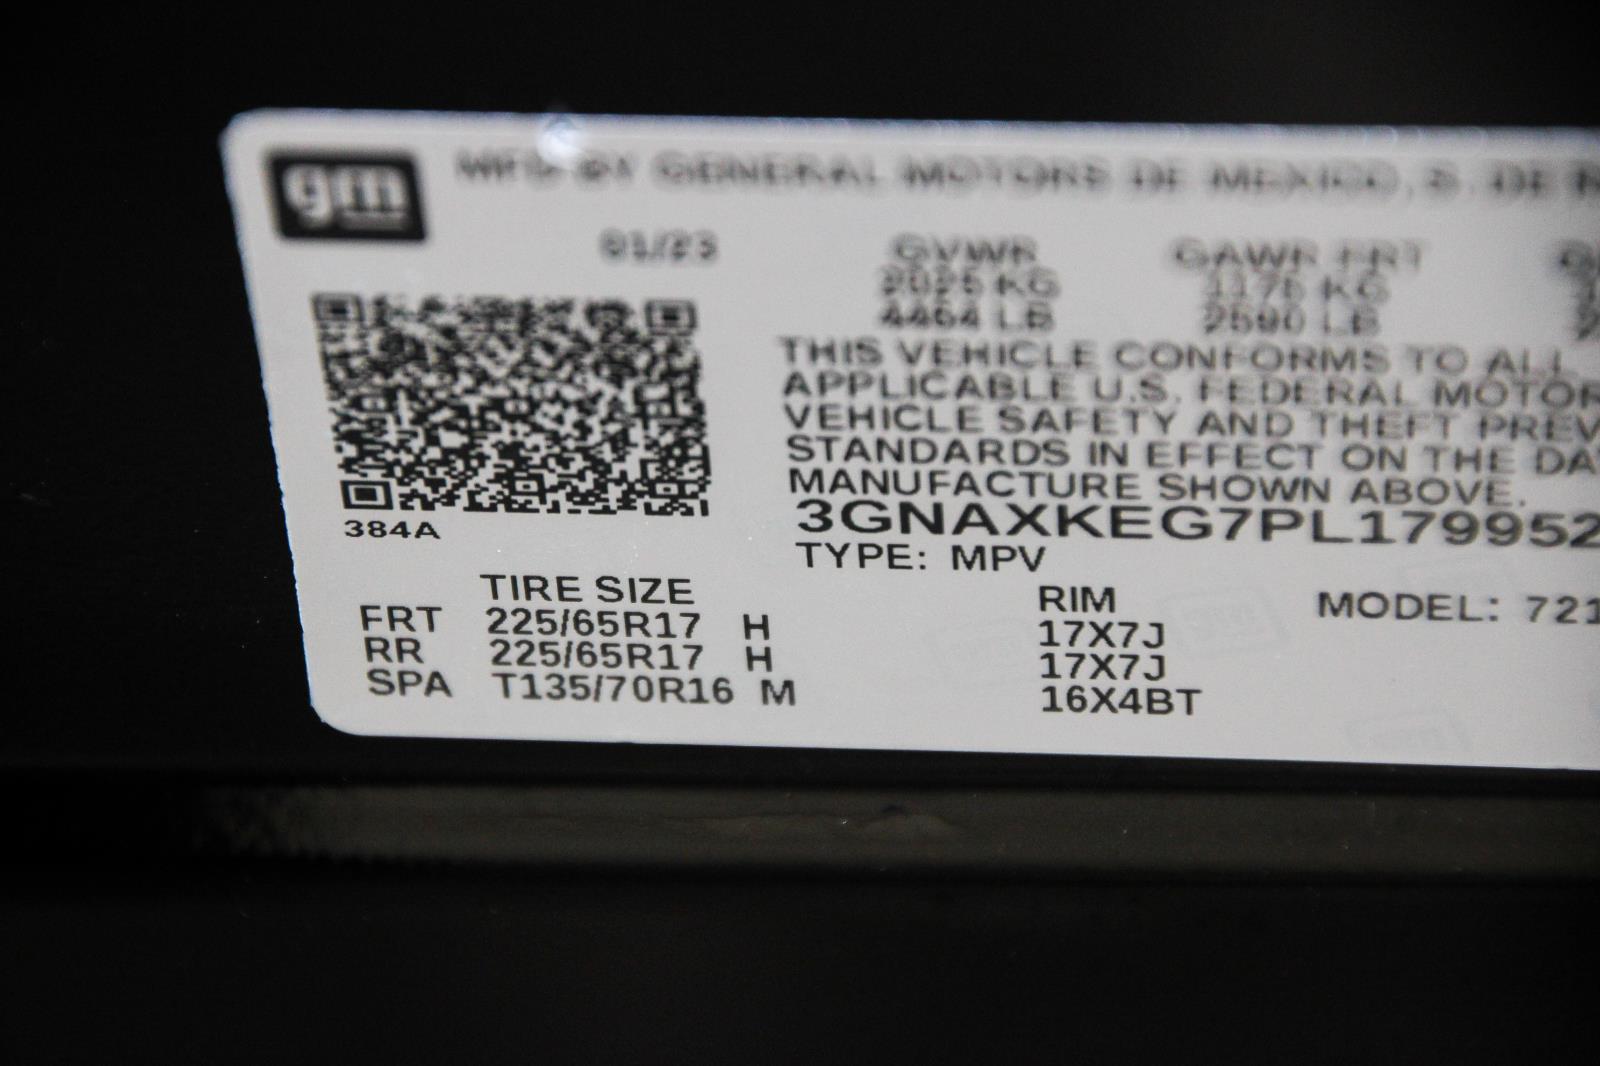 gm
MFD BY GENERAL MOTORS DE MEXICO, S. DE
01/23
GVWR GAWR FRT
2025 KG 1175 KG
4464 LB 2590 LB
THIS VEHICLE CONFORMS TO ALL
APPLICABLE U.S. FEDERAL MOTOR
VEHICLE SAFETY AND THEFT PREV
STANDARDS IN EFFECT ON THE DA
MANUFACTURE SHOWN ABOVE.
3GNAXKEG7PL179952
384A
TYPE: MPV
TIRE SIZE RIM MODEL: 721
FRT 225/65R17 H 17X7J
RR 225/65R17 H 17X7J
SPA T135/70R16 M 16X4BT